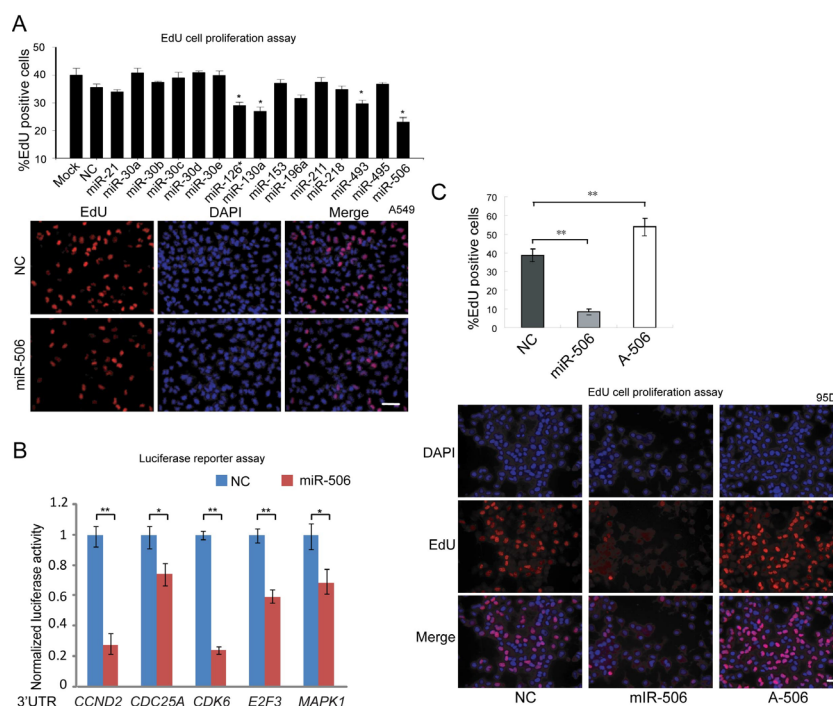 A
EdU cell proliferation assay
%EdU positive cells
50
40
30
20
10
* * * *
Mock NC miR-21 miR-30a miR-30b miR-30c miR-30d miR-30e miR-126* miR-130a miR-153 miR-196a miR-211 miR-218 miR-493 miR-495 miR-506
EdU DAPI Merge A549
NC
miR-506
B
Luciferase reporter assay
NC miR-506
Normalized luciferase activity
1.2
1
0.8
0.6
0.4
0.2
0
** * ** ** *
3'UTR CCND2 CDC25A CDK6 E2F3 MAPK1
C
%EdU positive cells
70
60
50
40
30
20
10
0
**
**
NC miR-506 A-506
EdU cell proliferation assay
95D
DAPI
EdU
Merge
NC mIR-506 A-506